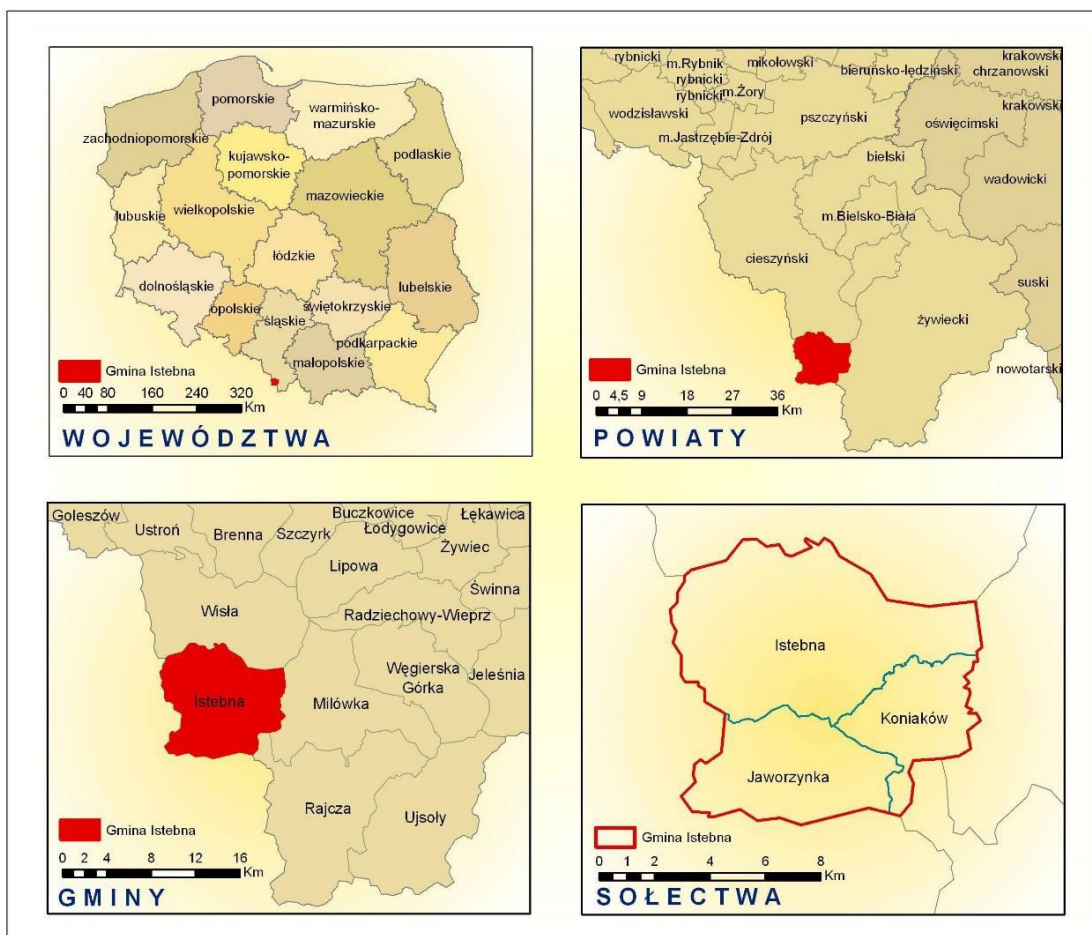 pomorskie
warmińsko-
mazurskie
zachodniopomorskie
kujawsko-
pomorskie
podlaskie
mazowieckie
lubuskie
wielkopolskie
łódzkie
dolnośląskie
lubelskie
opolskie
śląskie
świętokrzyskie
podkarpackie
małopolskie
Gmina Istebna
0 40 80 160 240 320
Km
WOJEWÓDZTWA
rybnicki
m.Rybnik
mikołowski
krakowski
rybnicki
bieruńsko-lędziński
chrzanowski
rybnicki
m.Żory
krakowski
wodzisławski
pszczyński
oświęcimski
m.Jastrzębie-Zdrój
bielski
wadowicki
m.Bielsko-Biała
cieszyński
suski
żywiecki
nowotarski
Gmina Istebna
0 4,5 9 18 27 36
Km
POWIATY
Goleszów
Ustroń
Brenna
Szczyrk
Buczkowice
Łodygowice
Łękawica
Żywiec
Lipowa
Świnna
Wisła
Radziechowy-Wieprz
Węgierska
Górka
Jeleśnia
Istebna
Milówka
Rajcza
Ujsoły
Gmina Istebna
0 2 4 8 12 16
Km
GMINY
Istebna
Koniaków
Jaworzynka
Gmina Istebna
0 1 2 4 6 8
Km
SOŁECTWA